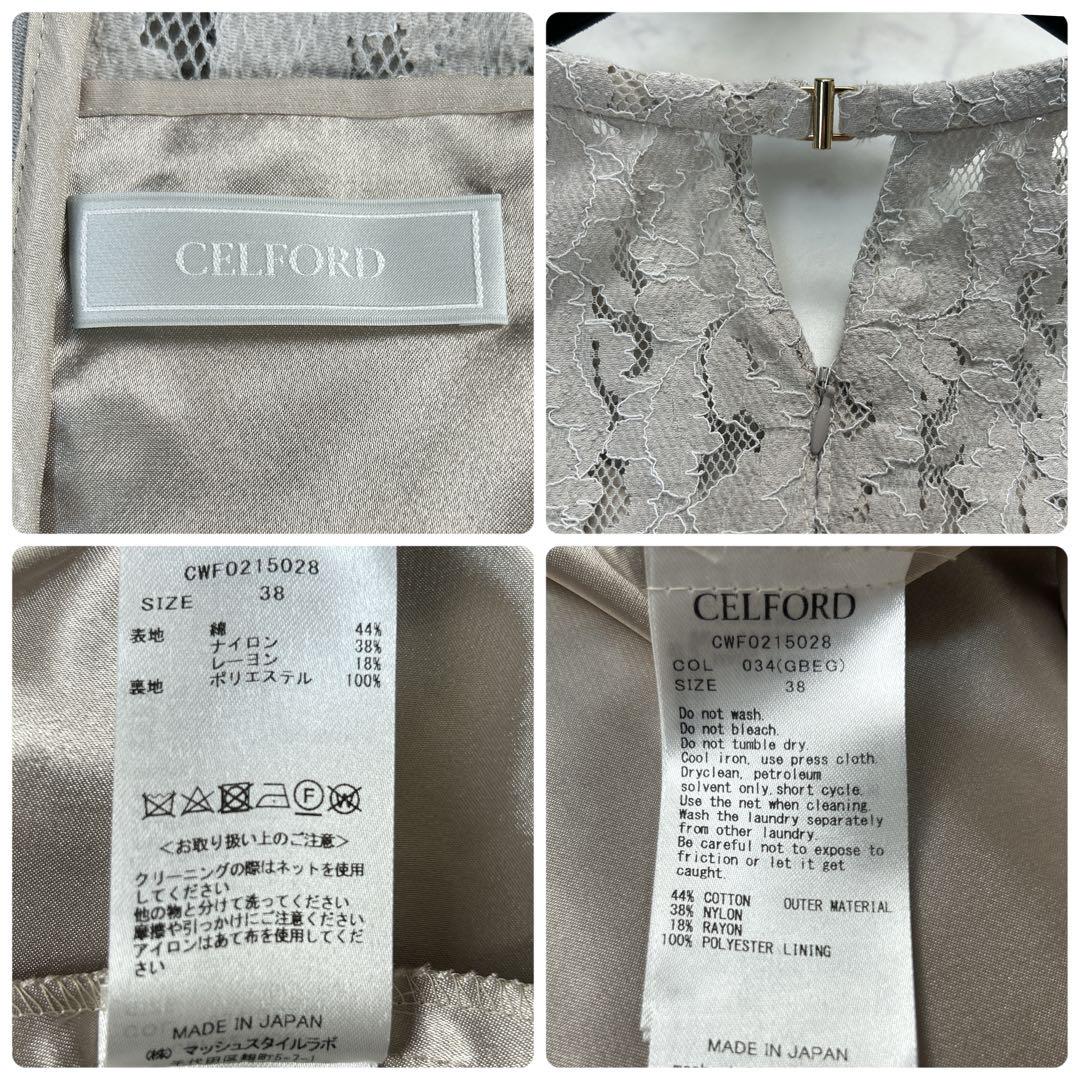 CELFORD
CWF0215028
SIZE 38
表地 綿 44%
ナイロン 38%
レーヨン 18%
裏地 ポリエステル 100%
F W
<お取り扱い上のご注意>
クリーニングの際はネットを使用
してください
他の物と分けて洗ってください
摩擦や引っかけにご注意ください
アイロンはあて布を使用してくだ
さい
MADE IN JAPAN
(株) マッシュスタイルラボ
千代田区麹町5-7-1
CELFORD
CWF0215028
COL 034(GBEG)
SIZE 38
Do not wash.
Do not bleach.
Do not tumble dry.
Cool iron, use press cloth.
Dryclean, petroleum
solvent only,short cycle.
Use the net when cleaning.
Wash the laundry separately
from other laundry.
Be careful not to expose to
friction or let it get
caught.
44% COTTON OUTER MATERIAL
38% NYLON
18% RAYON
100% POLYESTER LINING
MADE IN JAPAN